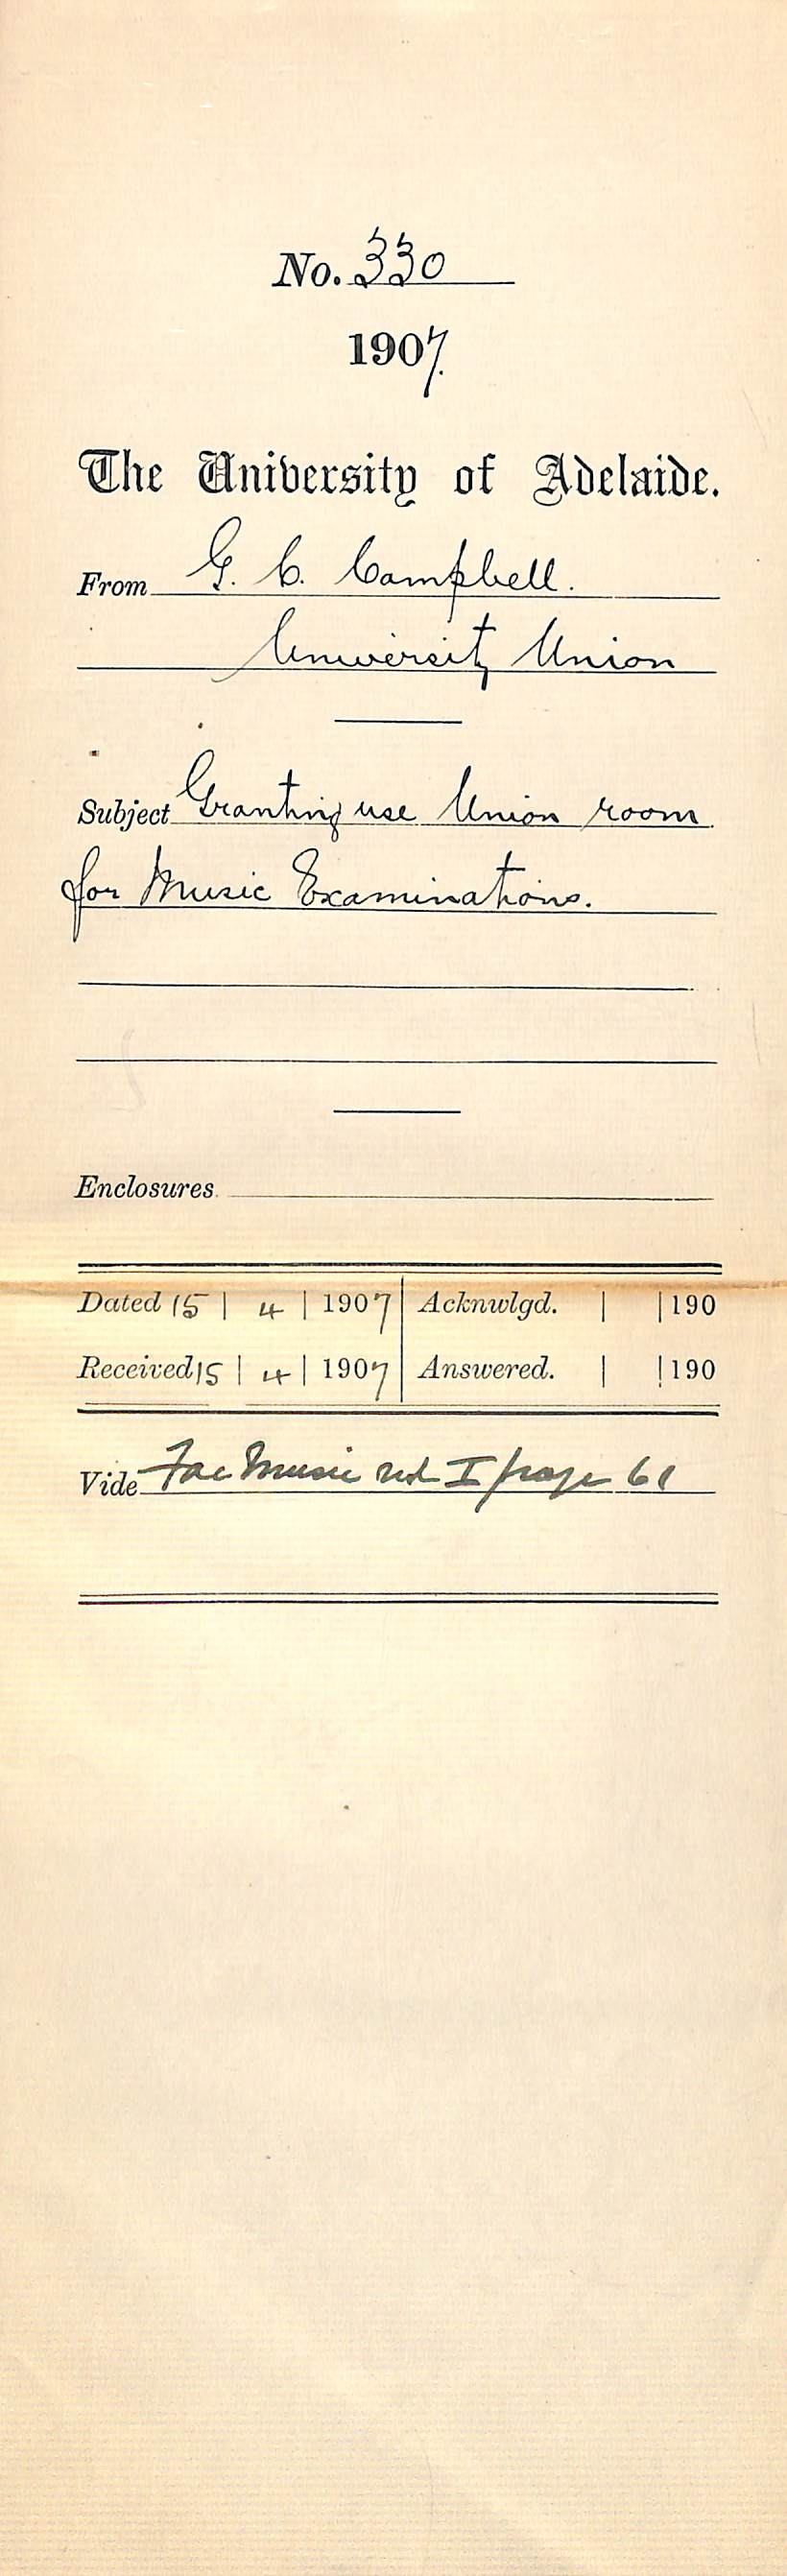 No. 330
1907.
The University of Adelaide.
From G. C. Campbell.
University Union
Subject Granting use Union room
for Music Examinations.
Enclosures
Dated 15 | 4 | 1907 | Acknwlgd. | | 190
Received 15 | 4 | 1907 | Answered. | | 190
Vide Fac Music I page 61